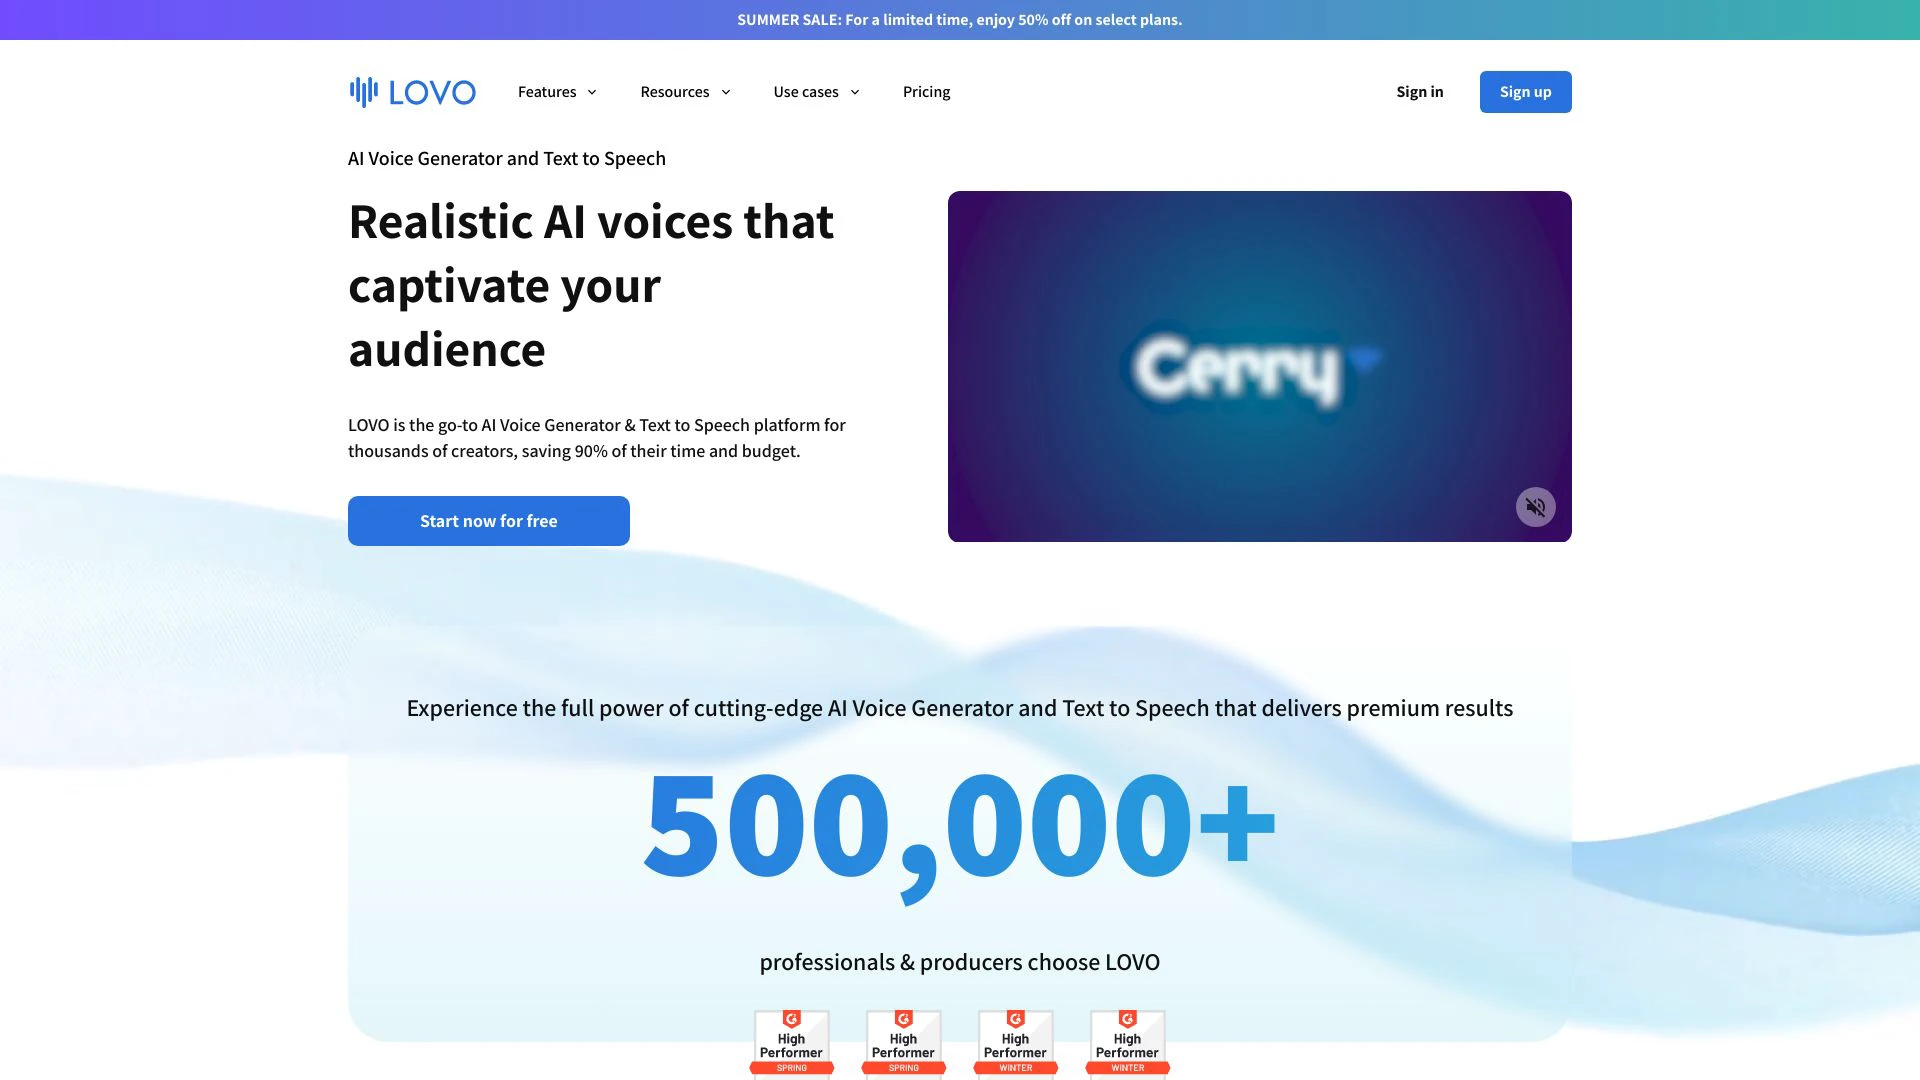 SUMMER SALE: For a limited time, enjoy 50% off on select plans.
LOVO
Features
Resources
Use cases
Pricing
Sign in
Sign up
AI Voice Generator and Text to Speech
Realistic AI voices that
captivate your
audience
LOVO is the go-to AI Voice Generator & Text to Speech platform for
thousands of creators, saving 90% of their time and budget.
Start now for free
Cerry
Experience the full power of cutting-edge AI Voice Generator and Text to Speech that delivers premium results
500,000+
professionals & producers choose LOVO
High
Performer
SPRING
High
Performer
SPRING
High
Performer
WINTER
High
Performer
WINTER